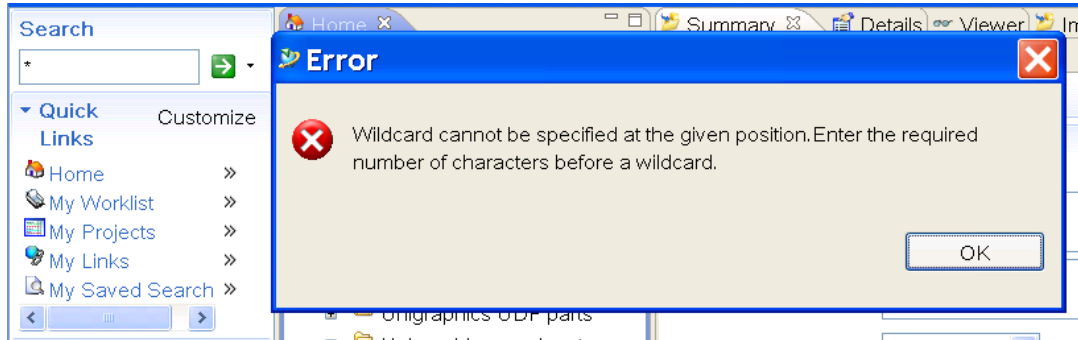 Search
*
Quick Links
Customize
Home
My Worklist
My Projects
My Links
My Saved Search
Home
Summary
Details
Viewer
Im
Error
Wildcard cannot be specified at the given position.Enter the required
number of characters before a wildcard.
OK
Unigraphics UDF parts